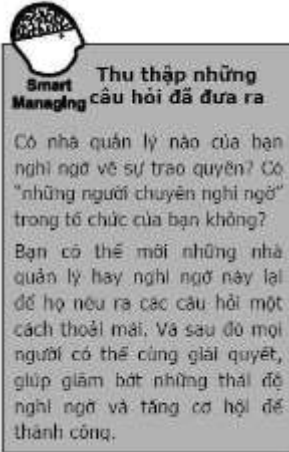 Smart
Managing
Thu thập những
câu hỏi đã đưa ra
Có nhà quản lý nào của bạn
nghi ngờ về sự trao quyền? Có
"những người chuyên nghi ngờ"
trong tổ chức của bạn không?
Bạn có thể mời những nhà
quản lý hay nghi ngờ này lại
để họ nêu ra các câu hỏi một
cách thoải mái. Và sau đó mọi
người có thể cùng giải quyết,
giúp giảm bớt những thái độ
nghi ngờ và tăng cơ hội để
thành công.